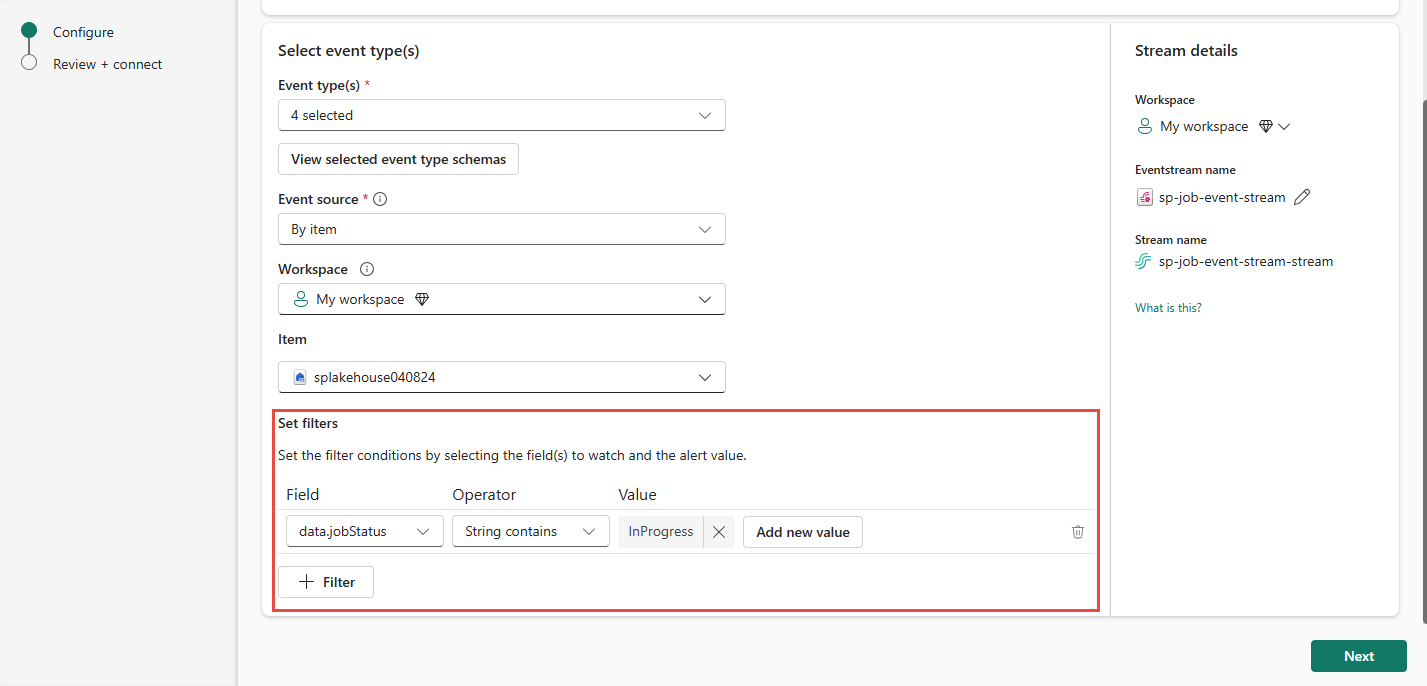 Configure
Review + connect
Select event type(s)
Event type(s) *
4 selected
View selected event type schemas
Event source *
By item
Workspace
My workspace
Item
splakehouse040824
Set filters
Set the filter conditions by selecting the field(s) to watch and the alert value.
Field Operator Value
data.jobStatus String contains InProgress Add new value
Filter
Stream details
Workspace
My workspace
Eventstream name
sp-job-event-stream
Stream name
sp-job-event-stream-stream
What is this?
Next